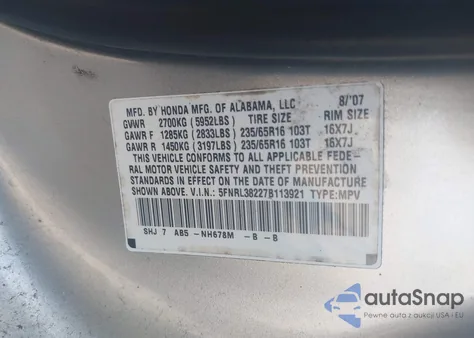 MFD. BY HONDA MFG. OF ALABAMA, LLC 8/'07
GVWR 2700KG (5952LBS) TIRE SIZE RIM SIZE
GAWR F 1285KG (2833LBS) 235/65R16 103T 16X7J
GAWR R 1450KG (3197LBS) 235/65R16 103T 16X7J
THIS VEHICLE CONFORMS TO ALL APPLICABLE FEDE-
RAL MOTOR VEHICLE SAFETY AND THEFT PREVENTION
STANDARDS IN EFFECT ON THE DATE OF MANUFACTURE
SHOWN ABOVE. V.I.N.: 5FNRL38227B113921 TYPE:MPV
SHJ 7 AB5 -NH678M -B -B
autoSnap
Pewne auta z aukcji USA i EU